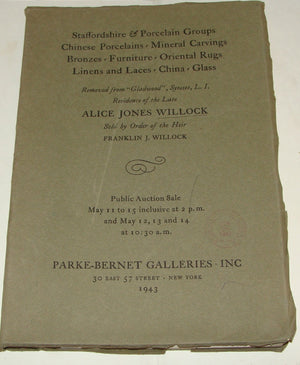 Staffordshire & Porcelain Groups
Chinese Porcelains · Mineral Carvings
Bronzes · Furniture · Oriental Rugs
Linens and Laces · China · Glass
Removed from "Gladwood", Syosset, L. I.
Residence of the Late
ALICE JONES WILLOCK
Sold by Order of the Heir
FRANKLIN J. WILLOCK
Public Auction Sale
May 11 to 15 inclusive at 2 p.m.
and May 12, 13 and 14
at 10:30 a.m.
PARKE-BERNET GALLERIES · INC
30 EAST 57 STREET · NEW YORK
1943